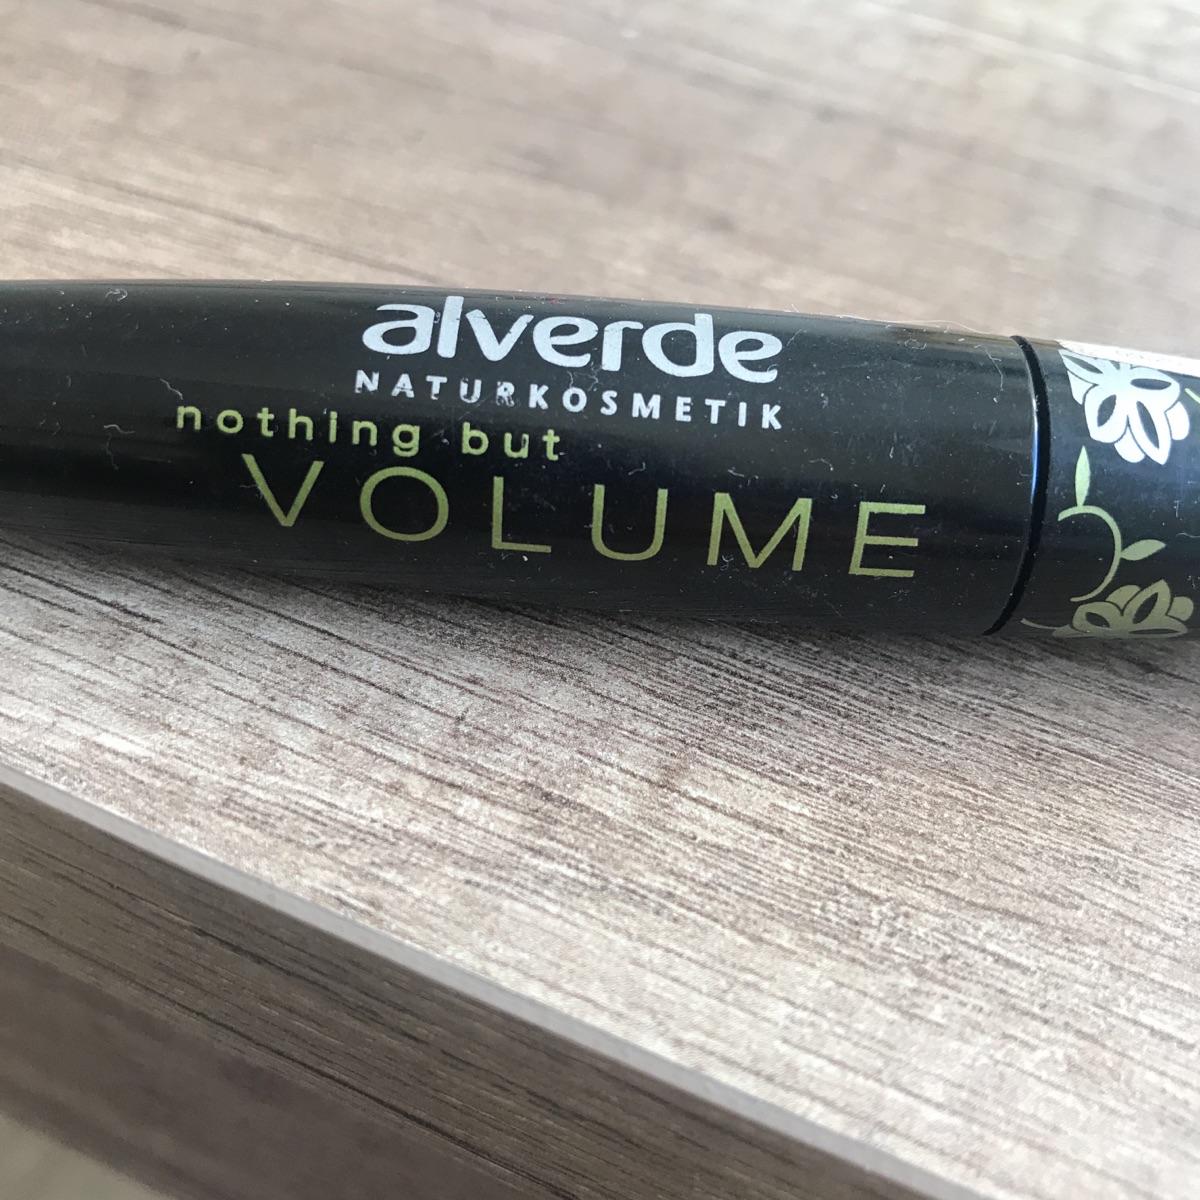 alverde
NATURKOSMETIK
nothing but
VOLUME